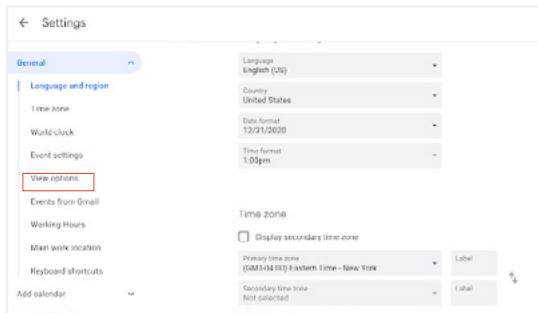 ← Settings
General
Language and region
Time zone
World clock
Event settings
View options
Events from Gmail
Working Hours
Main work location
Keyboard shortcuts
Add calendar
Language
English (US)
Country
United States
Date format
12/31/2020
Time format
1:00pm
Time zone
Display secondary time zone
Primary time zone
(GMT-04:00) Eastern Time - New York
Label
Secondary time zone
Not selected
Label